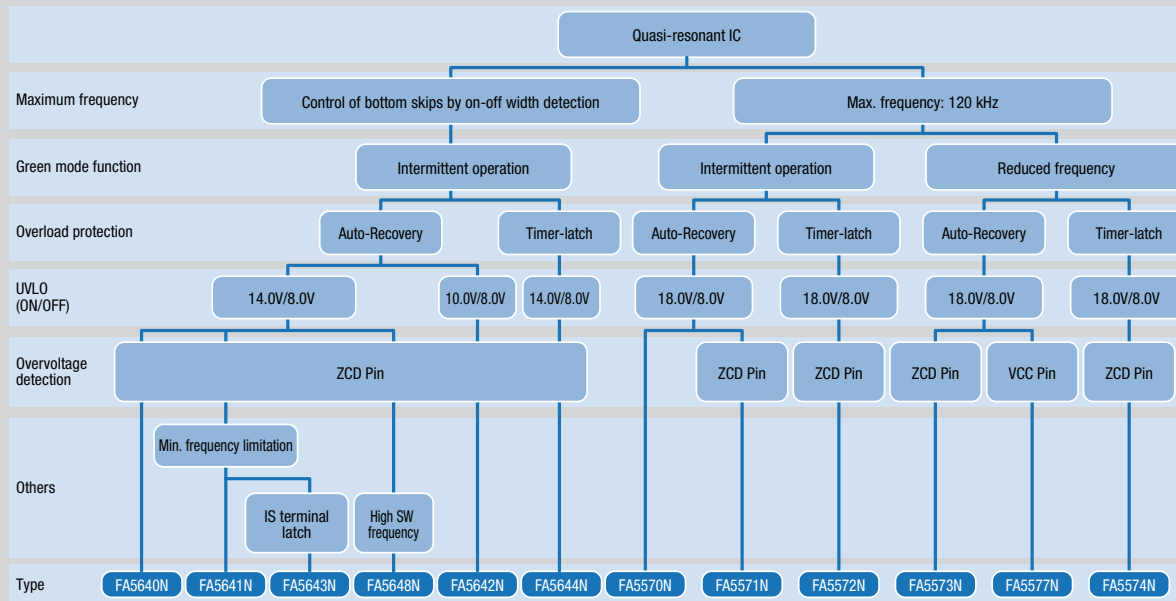 Quasi-resonant IC
Maximum frequency
Control of bottom skips by on-off width detection
Max. frequency: 120 kHz
Green mode function
Intermittent operation
Intermittent operation
Reduced frequency
Overload protection
Auto-Recovery
Timer-latch
Auto-Recovery
Timer-latch
Auto-Recovery
Timer-latch
UVLO
(ON/OFF)
14.0V/8.0V
10.0V/8.0V
14.0V/8.0V
18.0V/8.0V
18.0V/8.0V
18.0V/8.0V
18.0V/8.0V
Overvoltage
detection
ZCD Pin
ZCD Pin
ZCD Pin
ZCD Pin
VCC Pin
ZCD Pin
Others
Min. frequency limitation
IS terminal
latch
High SW
frequency
Type
FA5640N
FA5641N
FA5643N
FA5648N
FA5642N
FA5644N
FA5570N
FA5571N
FA5572N
FA5573N
FA5577N
FA5574N